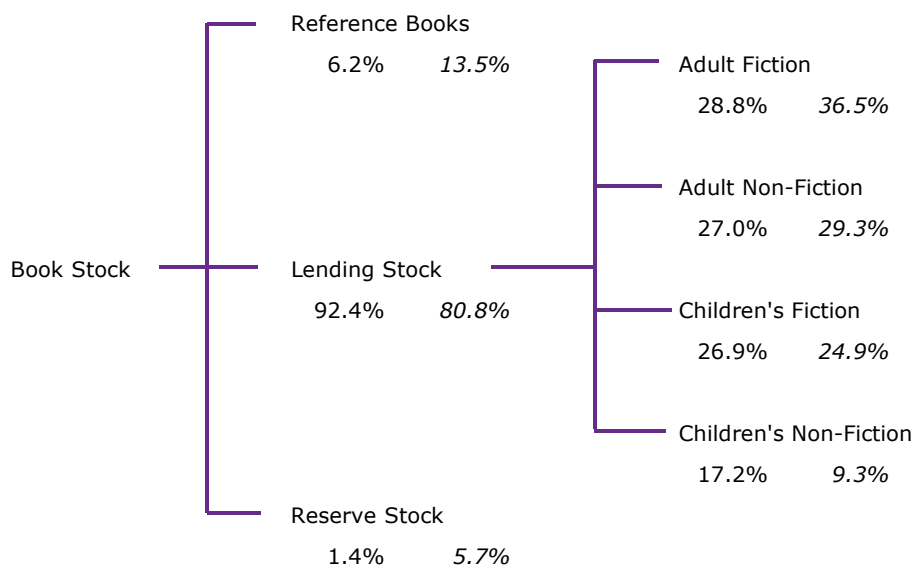 Reference Books
6.2% 13.5%
Adult Fiction
28.8% 36.5%
Adult Non-Fiction
27.0% 29.3%
Book Stock
Lending Stock
92.4% 80.8%
Children's Fiction
26.9% 24.9%
Children's Non-Fiction
17.2% 9.3%
Reserve Stock
1.4% 5.7%